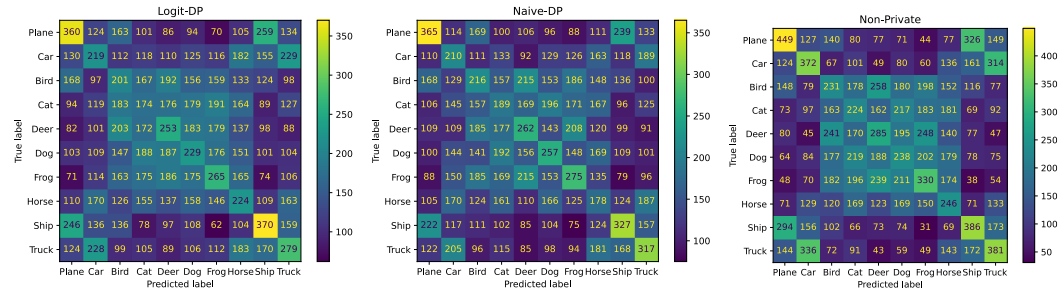 Logit-DP
Plane 360 124 163 101 86 94 70 105 259 134
Car 130 219 112 118 110 125 116 182 155 229
Bird 168 97 201 167 192 156 159 133 124 98
Cat 94 119 183 174 176 179 191 164 89 127
Deer 82 101 203 172 253 183 179 137 98 88
Dog 103 109 147 188 187 229 176 151 101 104
Frog 71 114 163 175 186 175 265 165 74 106
Horse 110 170 126 155 137 158 146 224 109 163
Ship 246 136 136 78 97 108 62 104 370 159
Truck 124 228 99 105 89 106 112 183 170 279
Plane Car Bird Cat Deer Dog Frog Horse Ship Truck
Predicted label
True label
350
300
250
200
150
100
Naive-DP
Plane 365 114 169 100 106 96 88 111 239 133
Car 110 210 111 133 92 129 126 163 118 189
Bird 168 129 216 157 215 153 186 148 136 100
Cat 106 145 157 189 169 196 171 167 96 125
Deer 109 109 185 177 262 143 208 120 99 91
Dog 100 144 141 192 156 257 148 169 100 124
Frog 88 150 185 169 215 153 275 135 79 96
Horse 105 170 124 140 112 160 125 178 124 187
Ship 222 117 111 102 85 104 75 124 327 157
Truck 122 205 96 115 85 98 94 181 168 317
Plane Car Bird Cat Deer Dog Frog Horse Ship Truck
Predicted label
True label
350
300
250
200
150
100
Non-Private
Plane 449 127 140 80 77 71 44 77 326 149
Car 124 372 67 101 49 80 60 136 161 314
Bird 148 79 231 178 258 180 198 152 116 77
Cat 73 97 163 224 162 217 183 181 69 92
Deer 80 45 241 170 285 195 248 140 77 47
Dog 64 84 177 219 188 238 202 179 78 75
Frog 48 70 182 196 239 211 330 174 38 54
Horse 71 129 120 169 123 169 150 246 71 133
Ship 294 156 102 66 73 74 31 69 386 173
Truck 144 336 72 91 43 59 49 143 172 381
Plane Car Bird Cat Deer Dog Frog Horse Ship Truck
Predicted label
True label
400
350
300
250
200
150
100
50